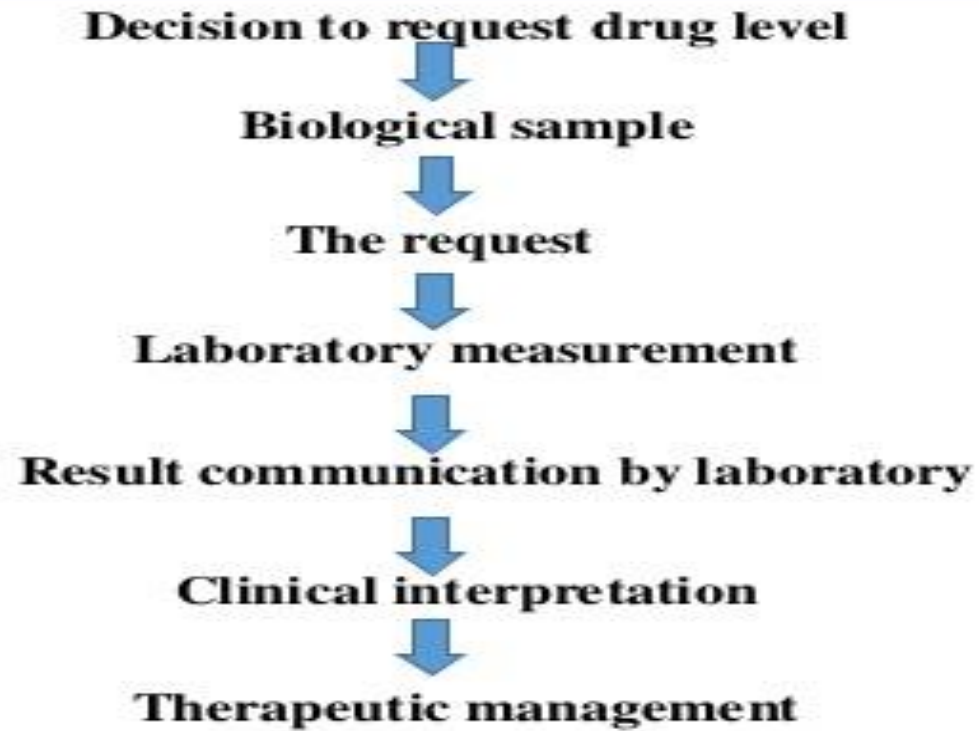 Decision to request drug level
Biological sample
The request
Laboratory measurement
Result communication by laboratory
Clinical interpretation
Therapeutic management